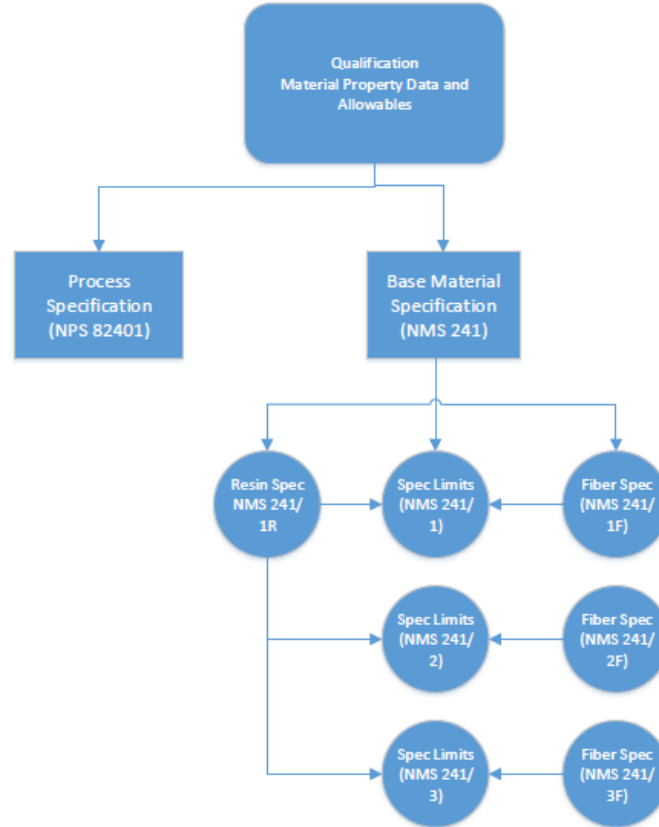 Qualification
Material Property Data and
Allowables
Process
Specification
(NPS 82401)
Base Material
Specification
(NMS 241)
Resin Spec
NMS 241/
1R
Spec Limits
(NMS 241/
1)
Fiber Spec
(NMS 241/
1F)
Spec Limits
(NMS 241/
2)
Fiber Spec
(NMS 241/
2F)
Spec Limits
(NMS 241/
3)
Fiber Spec
(NMS 241/
3F)